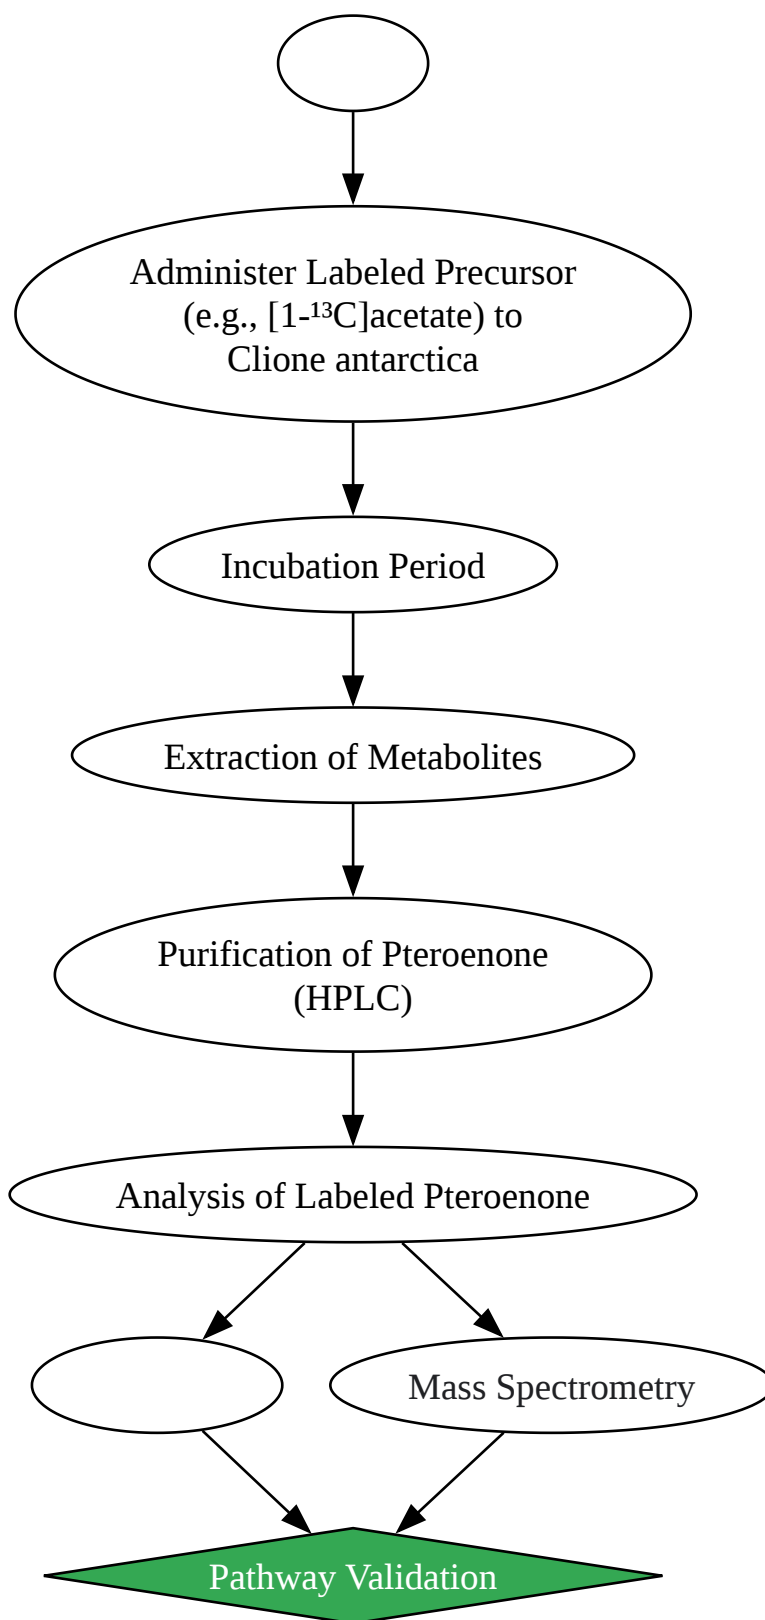 Administer Labeled Precursor
(e.g., [1-¹³C]acetate) to
Clione antarctica
Incubation Period
Extraction of Metabolites
Purification of Pteroenone
(HPLC)
Analysis of Labeled Pteroenone
Mass Spectrometry
Pathway Validation